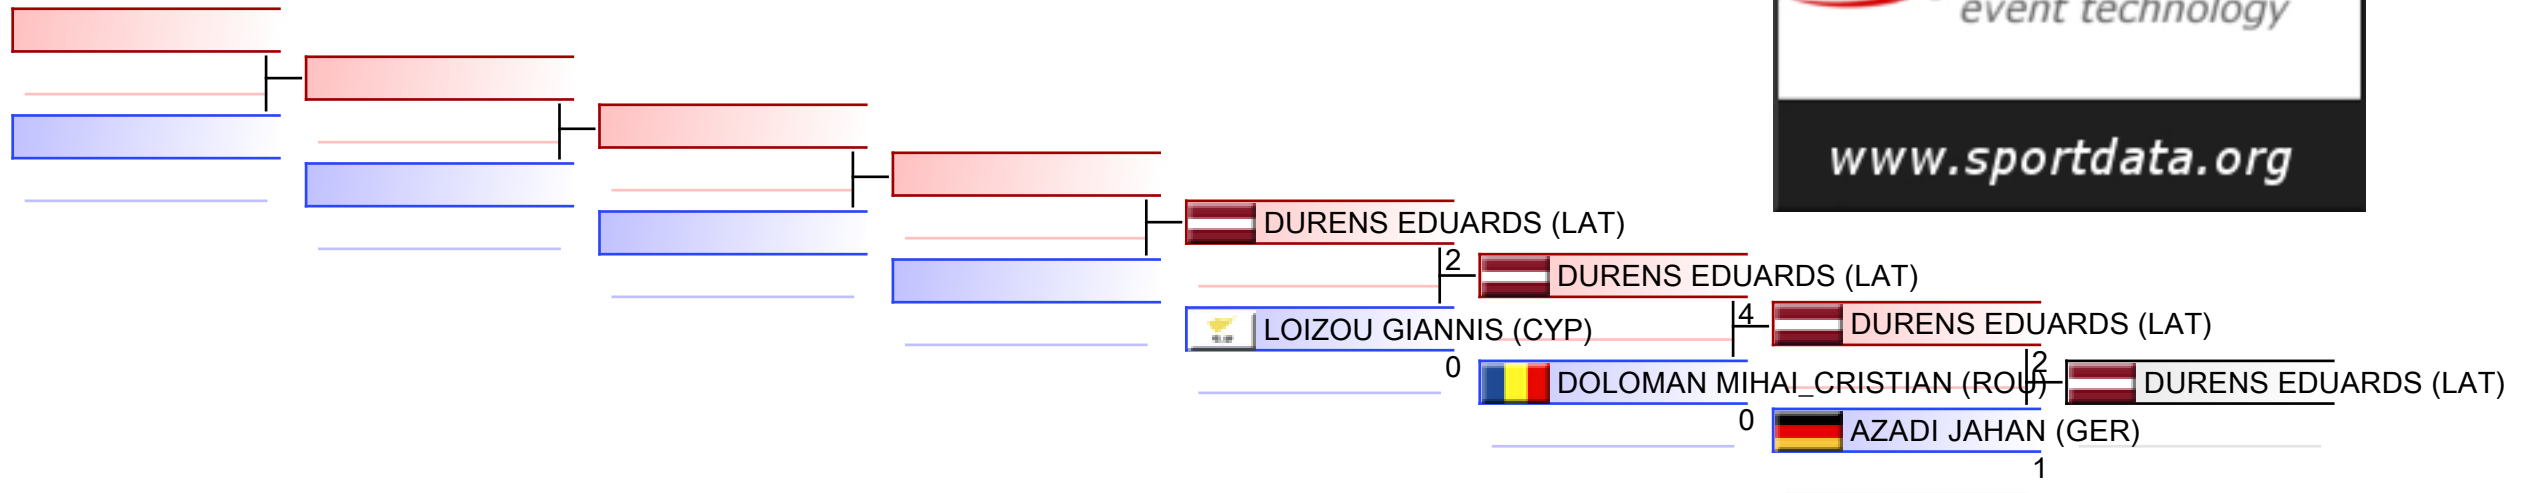 event technology
www.sportdata.org
DURENS EDUARDS (LAT)
2
DURENS EDUARDS (LAT)
LOIZOU GIANNIS (CYP)
0
4
DURENS EDUARDS (LAT)
DOLOMAN MIHAI_CRISTIAN (ROU)
0
2
DURENS EDUARDS (LAT)
AZADI JAHAN (GER)
1